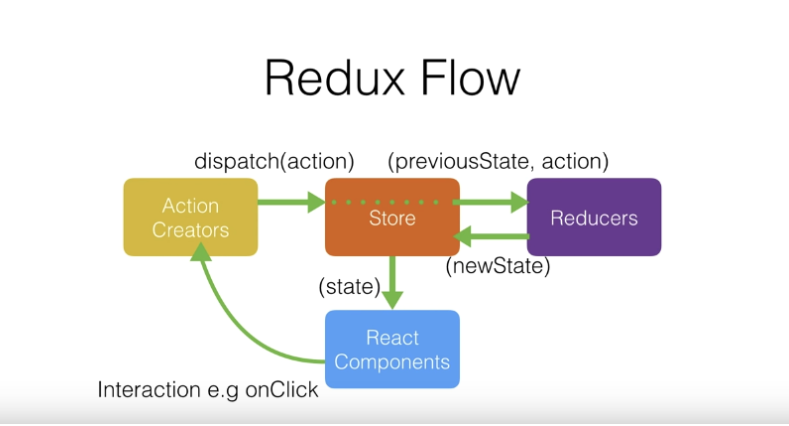 Redux Flow
dispatch(action)
(previousState, action)
Action
Creators
Store
Reducers
(newState)
(state)
React
Components
Interaction e.g onClick